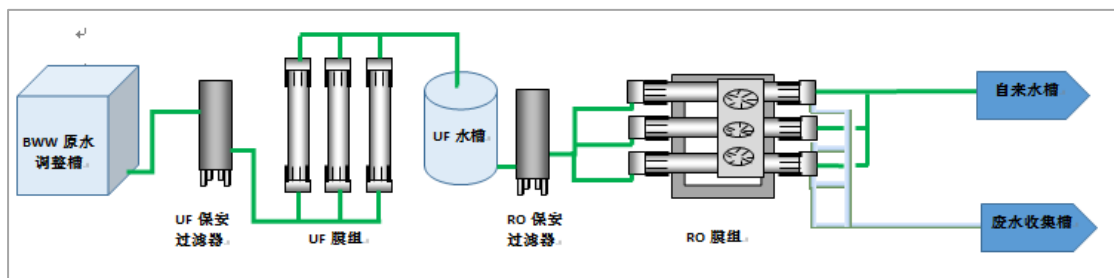 BWW 原水
调整槽
UF 保安
过滤器
UF 膜组
UF 水槽
RO 保安
过滤器
RO 膜组
自来水槽
废水收集槽